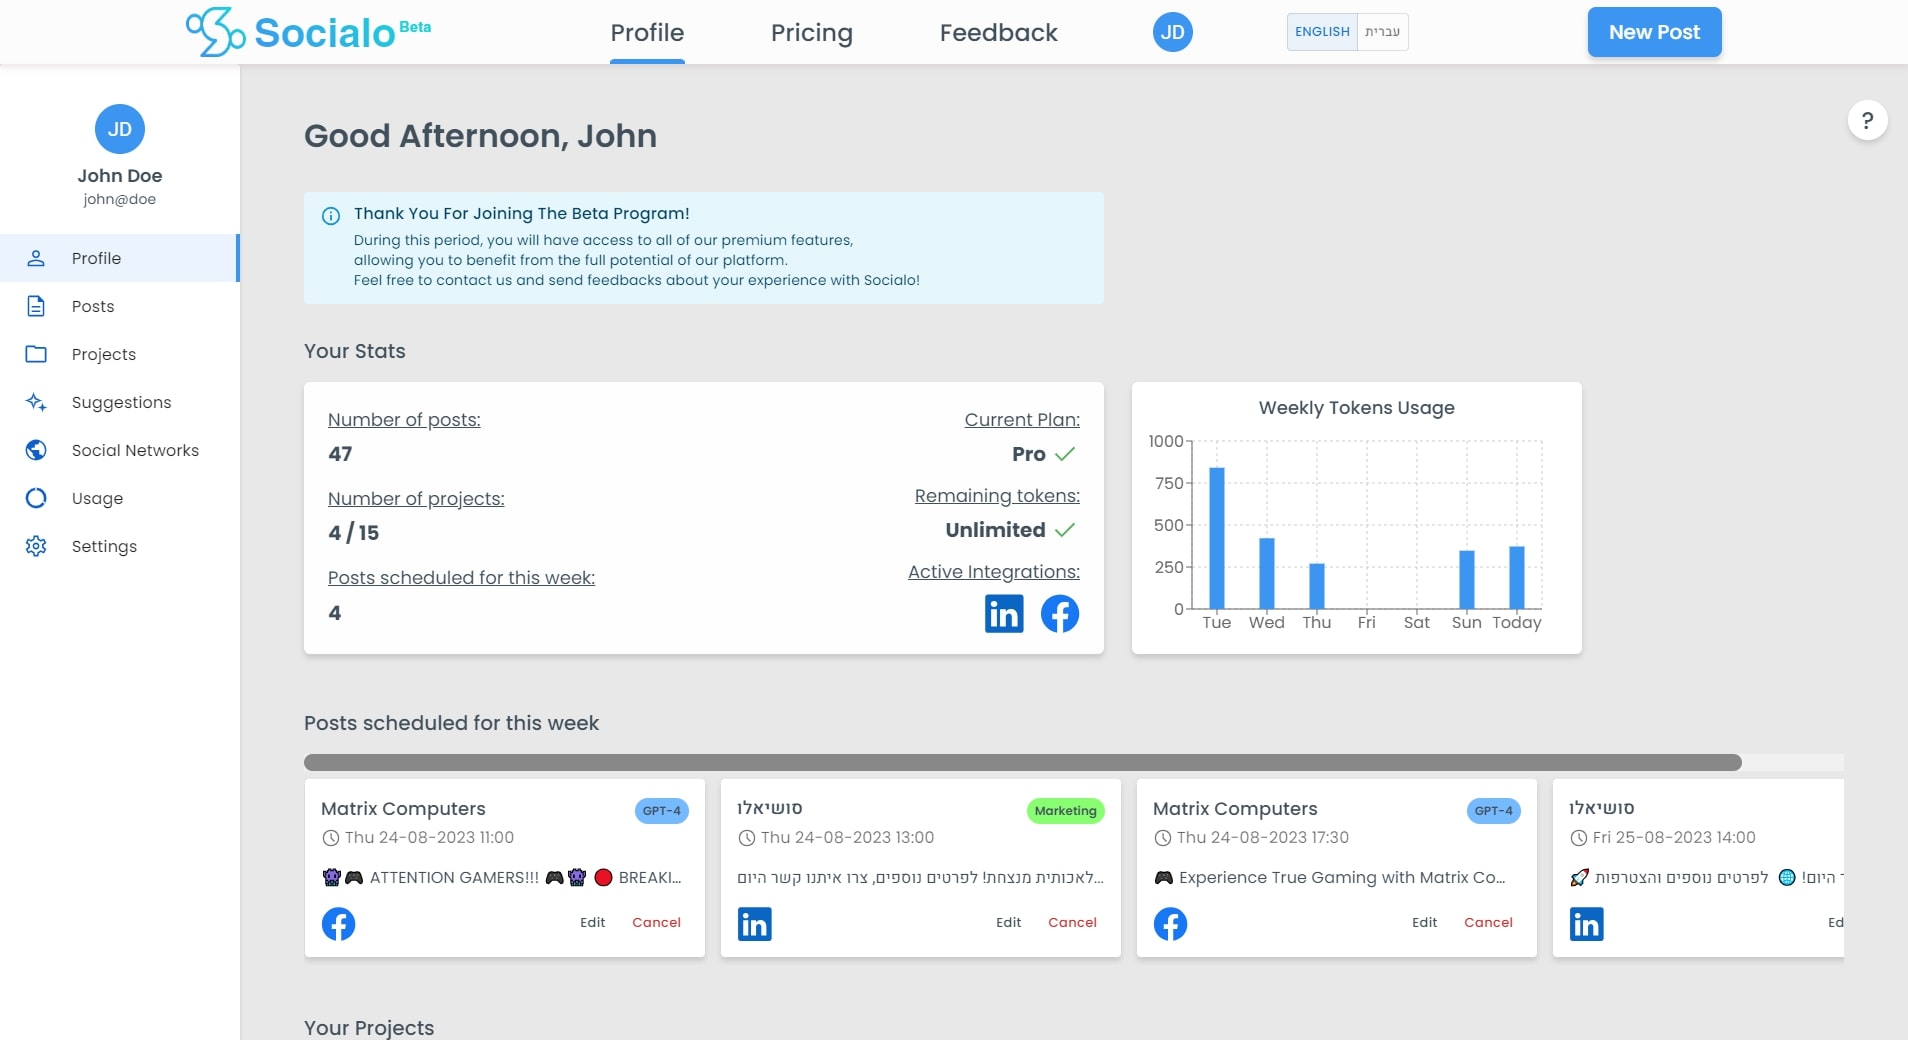 Socialo Beta
Profile
Pricing
Feedback
JD
ENGLISH
עברית
New Post
JD
John Doe
john@doe
Profile
Posts
Projects
Suggestions
Social Networks
Usage
Settings
?
Good Afternoon, John
Thank You For Joining The Beta Program!
During this period, you will have access to all of our premium features,
allowing you to benefit from the full potential of our platform.
Feel free to contact us and send feedbacks about your experience with Socialo!
Your Stats
Number of posts:
47
Number of projects:
4 / 15
Posts scheduled for this week:
4
Current Plan:
Pro
Remaining tokens:
Unlimited
Active Integrations:
in
Weekly Tokens Usage
1000
750
500
250
0
Tue Wed Thu Fri Sat Sun Today
Posts scheduled for this week
Matrix Computers
GPT-4
Thu 24-08-2023 11:00
👾🎮 ATTENTION GAMERS!!! 🎮👾 🔴 BREAKI...
Edit
Cancel
סושיאלו
Marketing
Thu 24-08-2023 13:00
לאכותית מנצחת! לפרטים נוספים, צרו איתנו קשר היום...
in
Edit
Cancel
Matrix Computers
GPT-4
Thu 24-08-2023 17:30
🎮 Experience True Gaming with Matrix Co...
Edit
Cancel
סושיאלו
Fri 25-08-2023 14:00
ר היום! 🌐 לפרטים נוספים והצטרפות 🚀
in
Ed
Your Projects